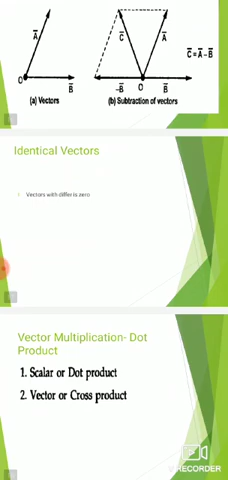 A̅ C̅ A̅ C̅ = A̅ - B̅
O B̅ -B̅ O B̅
(a) Vectors (b) Subtraction of vectors
Identical Vectors
Vectors with differ is zero
Vector Multiplication- Dot
Product
1. Scalar or Dot product
2. Vector or Cross product
RECORDER